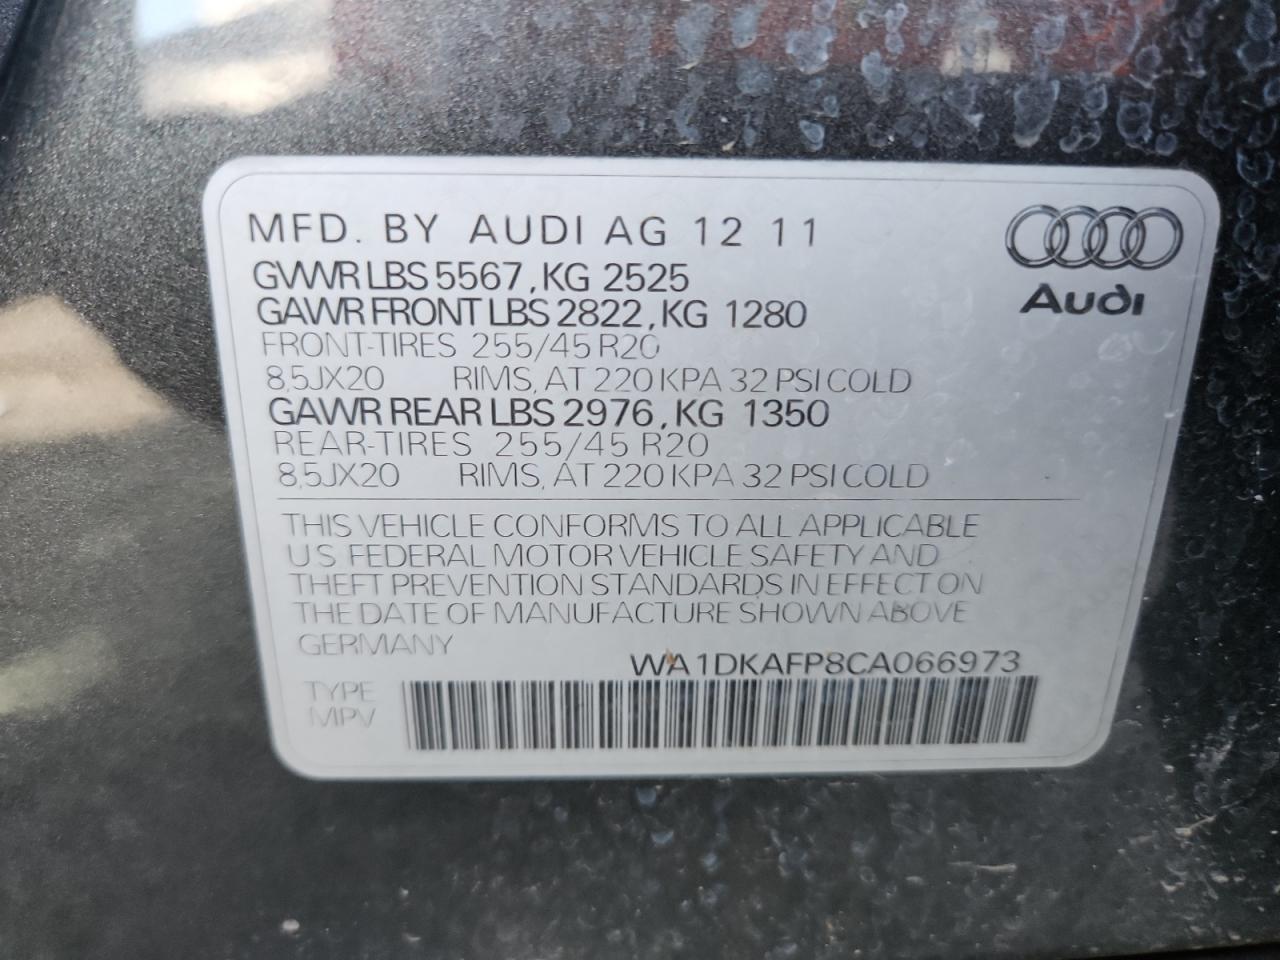 MFD. BY AUDI AG 12 11
GVWR LBS 5567, KG 2525
GAWR FRONT LBS 2822, KG 1280
FRONT-TIRES 255/45 R20
8,5JX20 RIMS, AT 220 KPA 32 PSI COLD
GAWR REAR LBS 2976, KG 1350
REAR-TIRES 255/45 R20
8,5JX20 RIMS, AT 220 KPA 32 PSI COLD
Audi
THIS VEHICLE CONFORMS TO ALL APPLICABLE
U.S. FEDERAL MOTOR VEHICLE SAFETY AND
THEFT PREVENTION STANDARDS IN EFFECT ON
THE DATE OF MANUFACTURE SHOWN ABOVE
GERMANY
WA1DKAFP8CA066973
TYPE
MPV